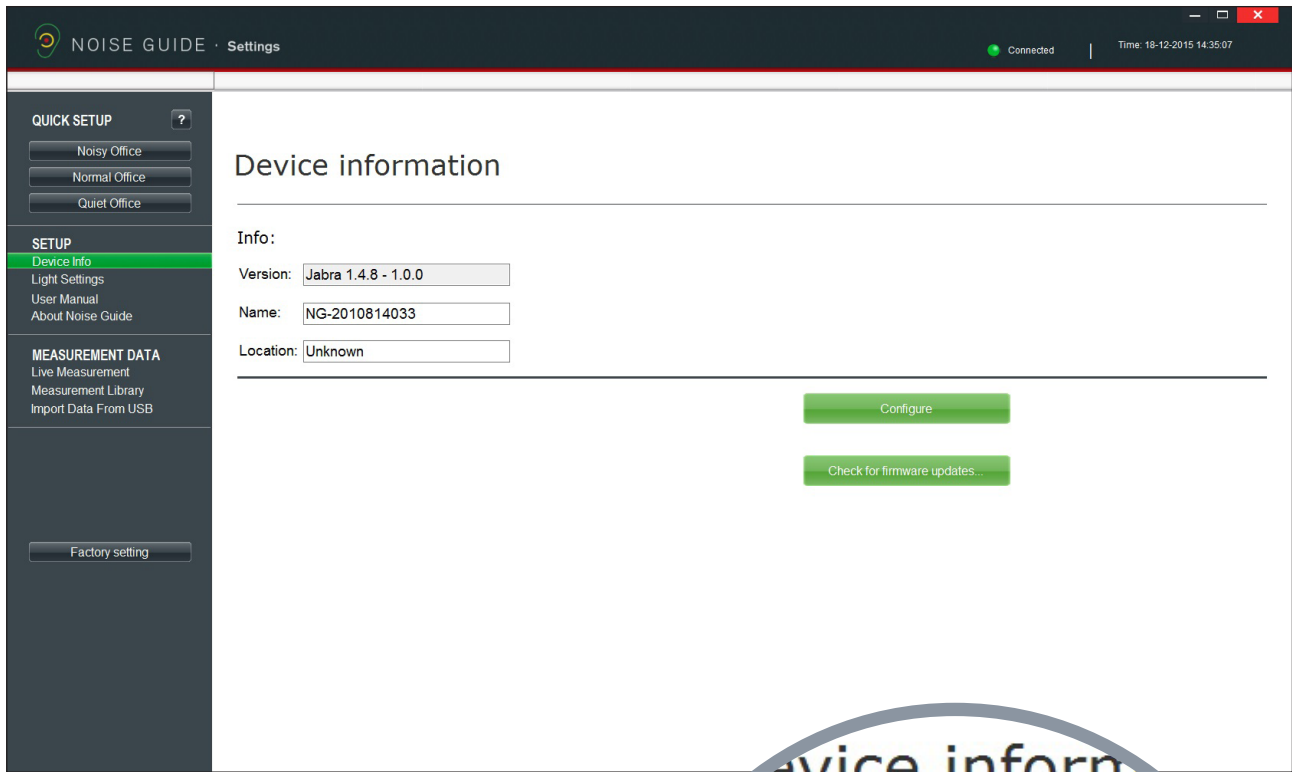 NOISE GUIDE · Settings
Connected | Time: 18-12-2015 14:35:07
QUICK SETUP ?
Noisy Office
Normal Office
Quiet Office
SETUP
Device Info
Light Settings
User Manual
About Noise Guide
MEASUREMENT DATA
Live Measurement
Measurement Library
Import Data From USB
Factory setting
Device information
Info:
Version: Jabra 1.4.8 - 1.0.0
Name: NG-2010814033
Location: Unknown
Configure
Check for firmware updates...